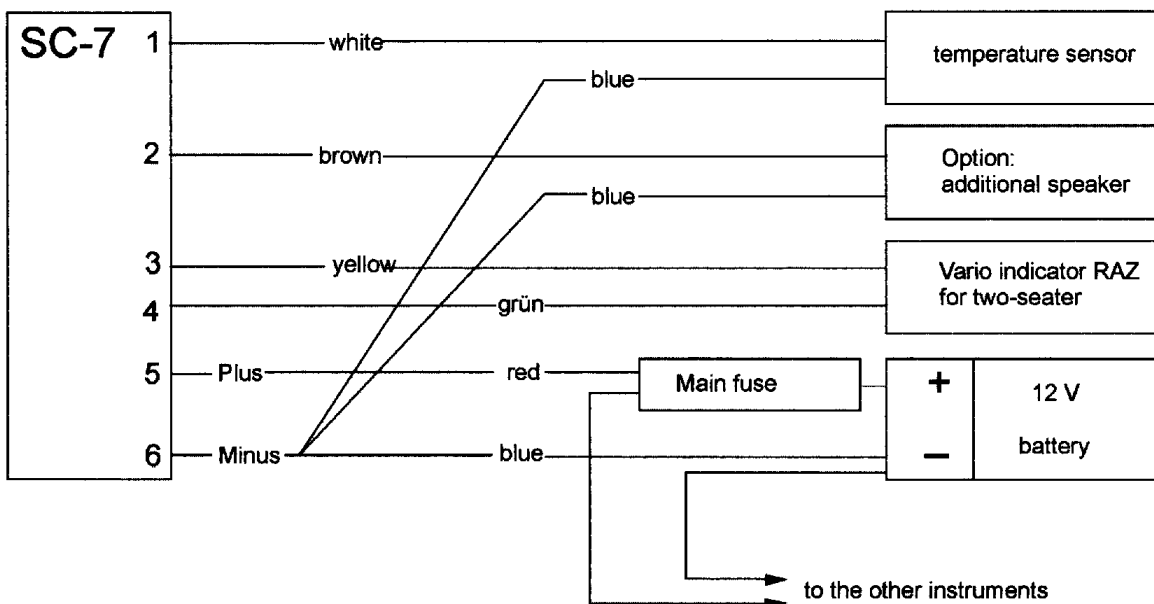 SC-7
1
white
temperature sensor
blue
2
brown
Option:
additional speaker
blue
3
yellow
Vario indicator RAZ
for two-seater
4
grün
5
Plus
red
Main fuse
+
12 V
6
Minus
blue
–
battery
to the other instruments